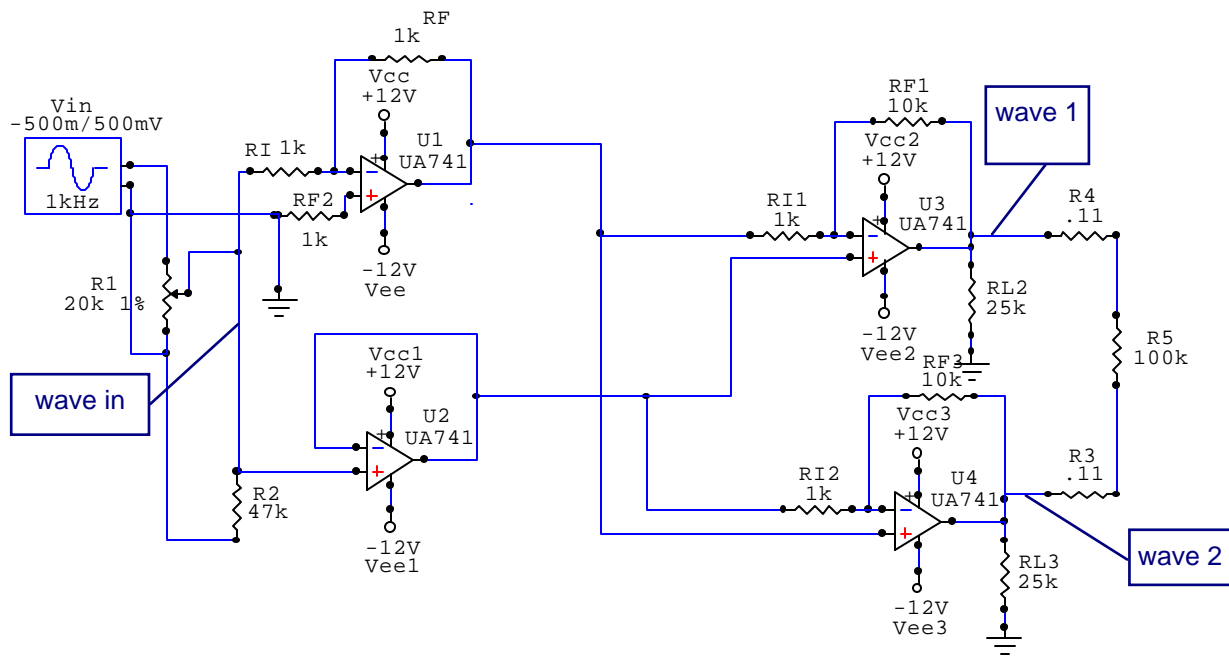 RF
1k
Vcc
+12V
U1
UA741
Vin
-500m/500mV
1kHz
RI 1k
RF2
1k
-12V
Vee
R1
20k 1%
wave in
R2
47k
Vcc1
+12V
U2
UA741
-12V
Vee1
RF1
10k
Vcc2
+12V
U3
UA741
RI1
1k
-12V
Vee2
wave 1
R4
.11
RL2
25k
R5
100k
RF3
10k
Vcc3
+12V
U4
UA741
RI2
1k
-12V
Vee3
R3
.11
RL3
25k
wave 2